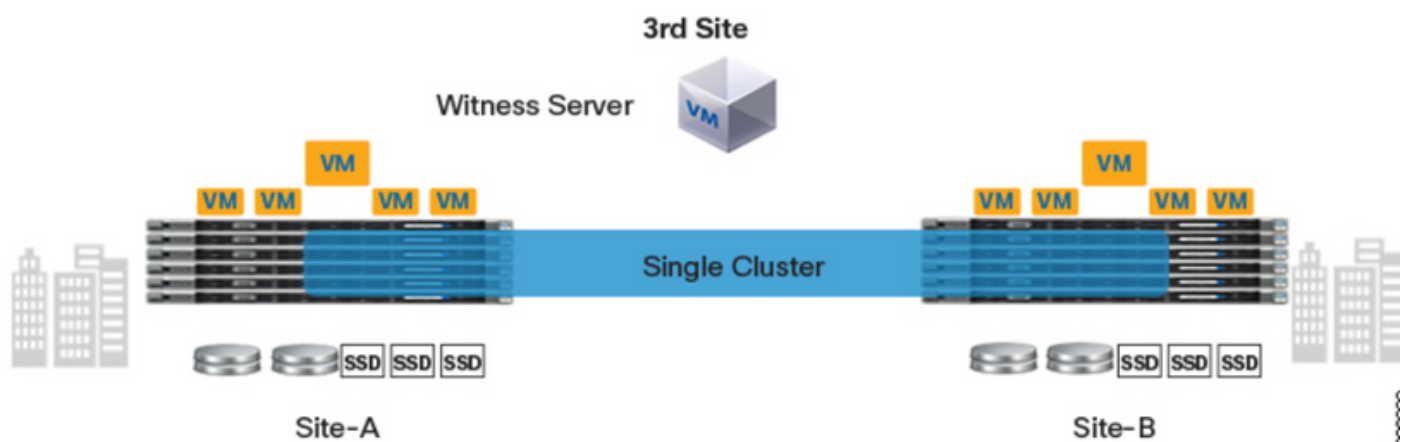 3rd Site
Witness Server
VM
VM
VM
VM VM VM VM
VM VM VM VM
Single Cluster
SSD SSD SSD
SSD SSD SSD
Site-A
Site-B